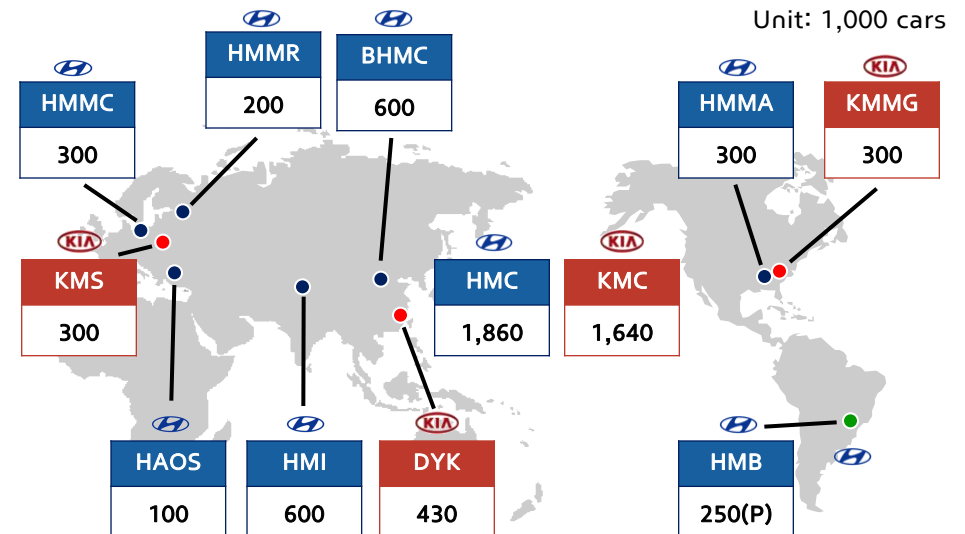 Unit: 1,000 cars
HMMR
200
BHMC
600
HMMC
300
HMMA
300
KIA
KMMG
300
KIA
KMS
300
HMC
1,860
KIA
KMC
1,640
HAOS
100
HMI
600
KIA
DYK
430
HMB
250(P)